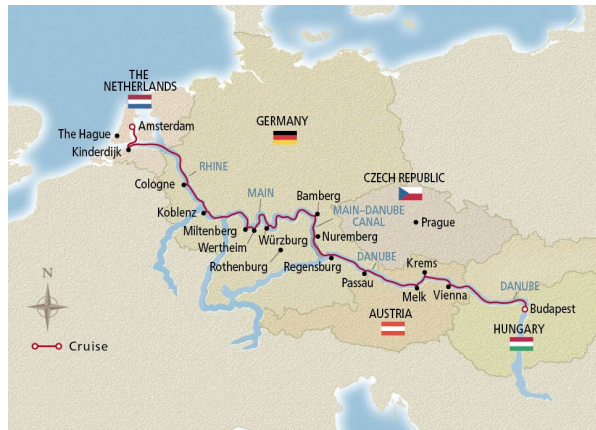 THE
NETHERLANDS
Amsterdam
The Hague
Kinderdijk
GERMANY
RHINE
CZECH REPUBLIC
Cologne
MAIN
Bamberg
Koblenz
MAIN–DANUBE
CANAL
Prague
Miltenberg
Wertheim
Würzburg
Nuremberg
Rothenburg
Regensburg
DANUBE
Krems
Passau
Melk
Vienna
DANUBE
Budapest
AUSTRIA
HUNGARY
N
Cruise